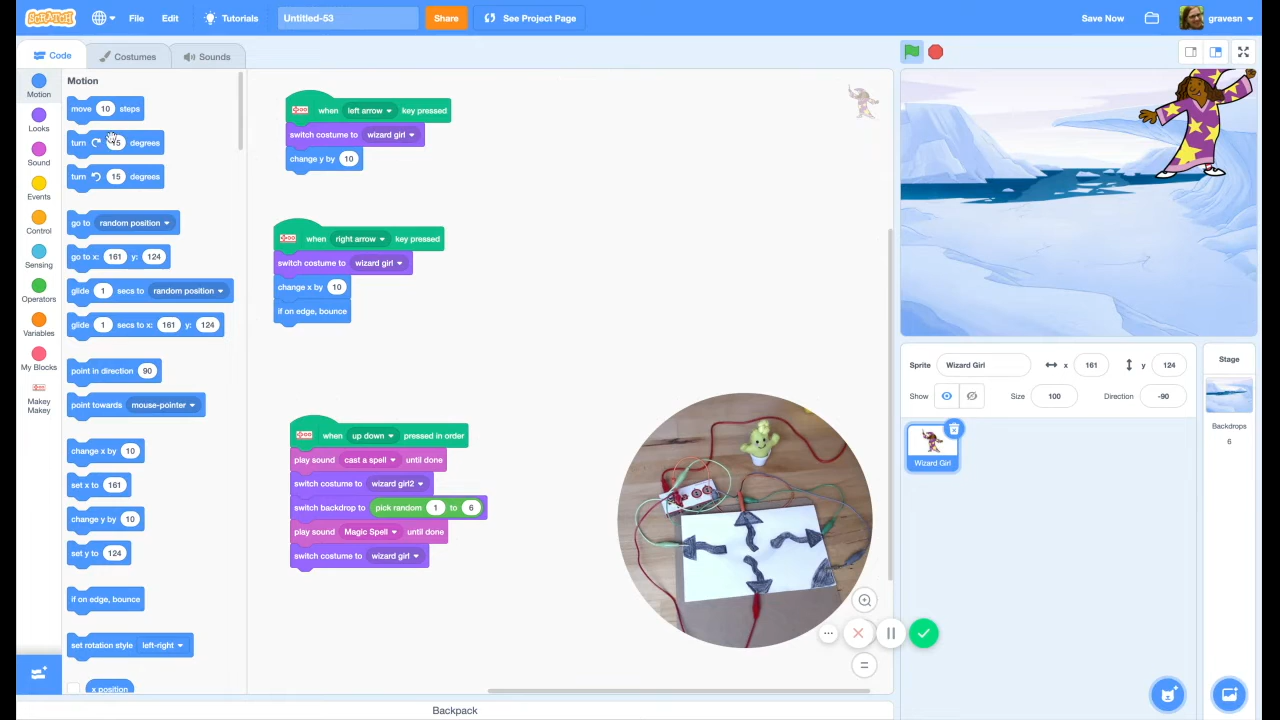 SCRATCH File Edit Tutorials Untitled-53 Share See Project Page Save Now gravesn
Code Costumes Sounds
Motion
Looks
Sound
Events
Control
Sensing
Operators
Variables
My Blocks
Makey
Makey
Motion
move 10 steps
turn 15 degrees
turn 15 degrees
go to random position
go to x: 161 y: 124
glide 1 secs to random position
glide 1 secs to x: 161 y: 124
point in direction 90
point towards mouse-pointer
change x by 10
set x to 161
change y by 10
set y to 124
if on edge, bounce
set rotation style left-right
x position
when left arrow key pressed
switch costume to wizard girl
change y by 10
when right arrow key pressed
switch costume to wizard girl
change x by 10
if on edge, bounce
when up down pressed in order
play sound cast a spell until done
switch costume to wizard girl2
switch backdrop to pick random 1 to 6
play sound Magic Spell until done
switch costume to wizard girl
Sprite Wizard Girl x 161 y 124
Show Size 100 Direction -90
Wizard Girl
Stage
Backdrops
6
Backpack